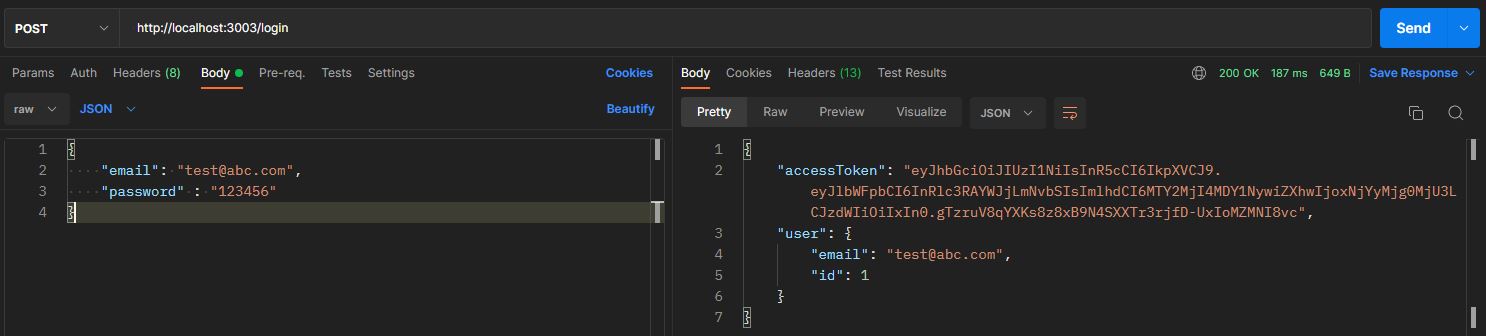 POST http://localhost:3003/login Send
Params Auth Headers (8) Body Pre-req. Tests Settings Cookies
raw JSON Beautify
1 {
2 "email": "test@abc.com",
3 "password" : "123456"
4 }
Body Cookies Headers (13) Test Results 200 OK 187 ms 649 B Save Response
Pretty Raw Preview Visualize JSON
1 {
2 "accessToken": "eyJhbGciOiJIUzI1NiIsInR5cCI6IkpXVCJ9.
eyJlbWFpbCI6InRlc3RAYWJjLmNvbSIsImlhdCI6MTY2MjI4MDY1NywiZXhwIjoxNjYyMjg0MjU3L
CJzdWIiOiIxIn0.gTzruV8qYXKs8z8xB9N4SXXTr3rjfD-UxIoMZMNI8vc",
3 "user": {
4 "email": "test@abc.com",
5 "id": 1
6 }
7 }